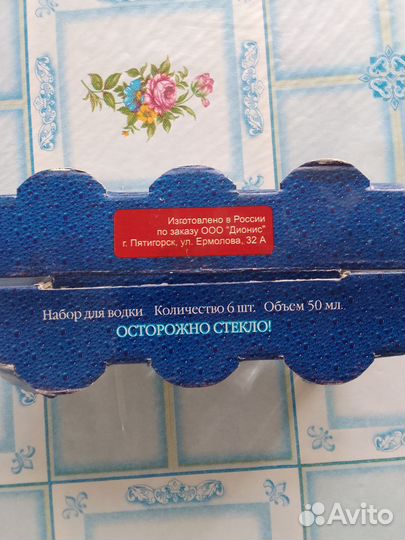 Изготовлено в России
по заказу ООО "Дионис"
г. Пятигорск, ул. Ермолова, 32 А
Набор для водки Количество 6 шт. Объем 50 мл.
ОСТОРОЖНО СТЕКЛО!
Avito